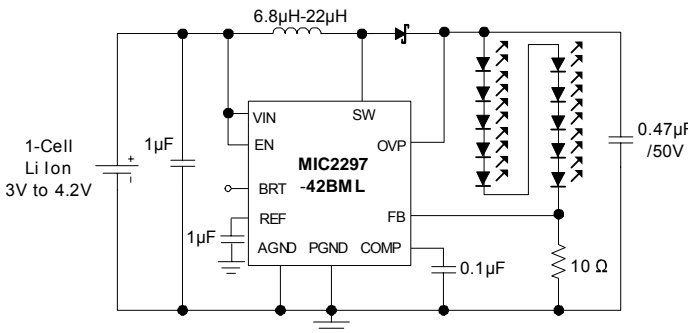 6.8µH-22µH
1-Cell
Li Ion
3V to 4.2V
+
-
1µF
VIN
SW
EN
OVP
MIC2297
-42BML
BRT
REF
FB
1µF
AGND PGND COMP
0.1µF
10 Ω
0.47µF
/50V